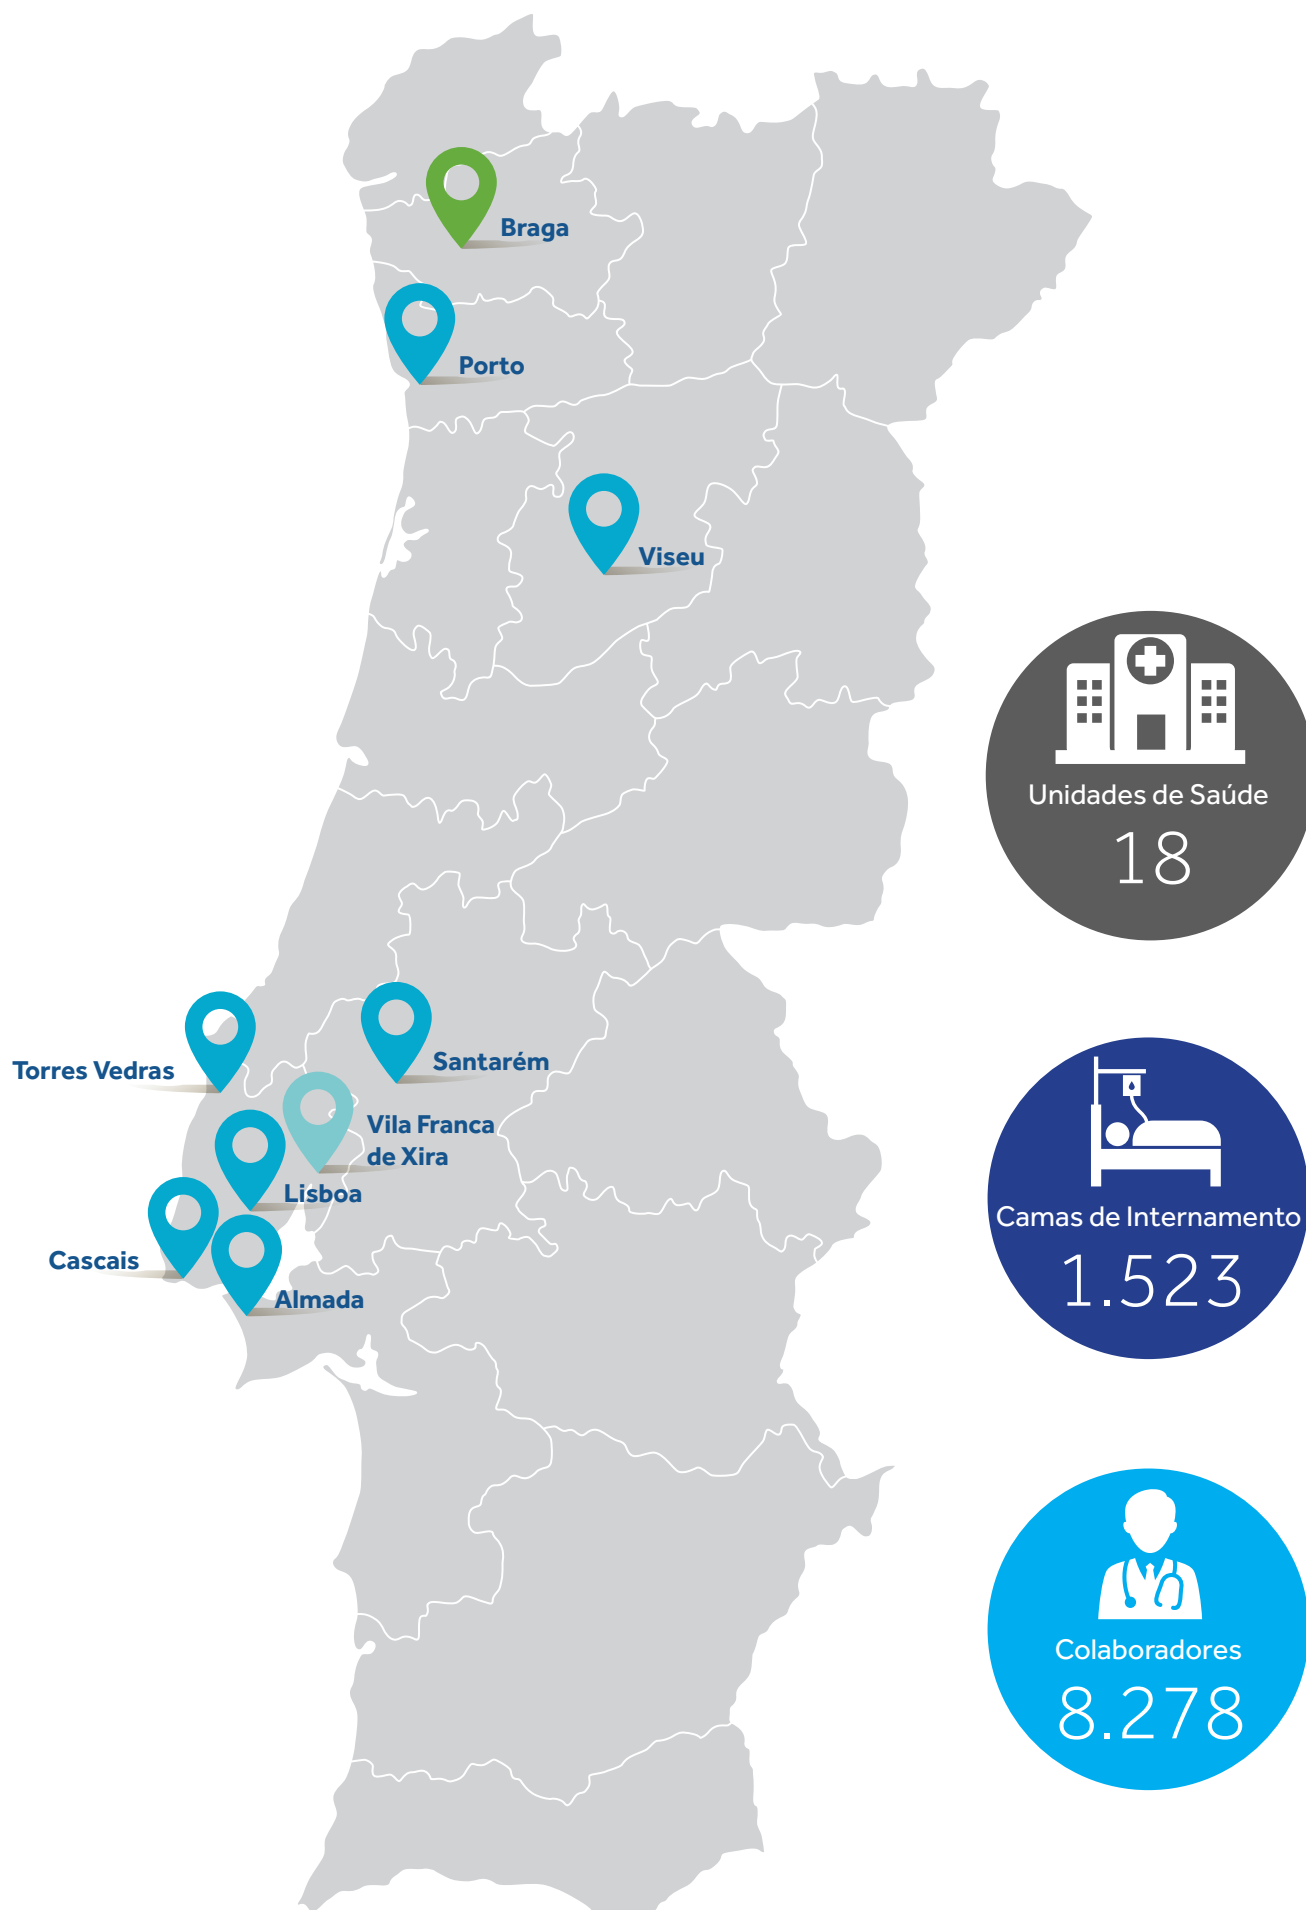 Braga
Porto
Viseu
Unidades de Saúde
18
Torres Vedras
Santarém
Vila Franca
de Xira
Lisboa
Cascais
Almada
Camas de Internamento
1.523
Colaboradores
8.278